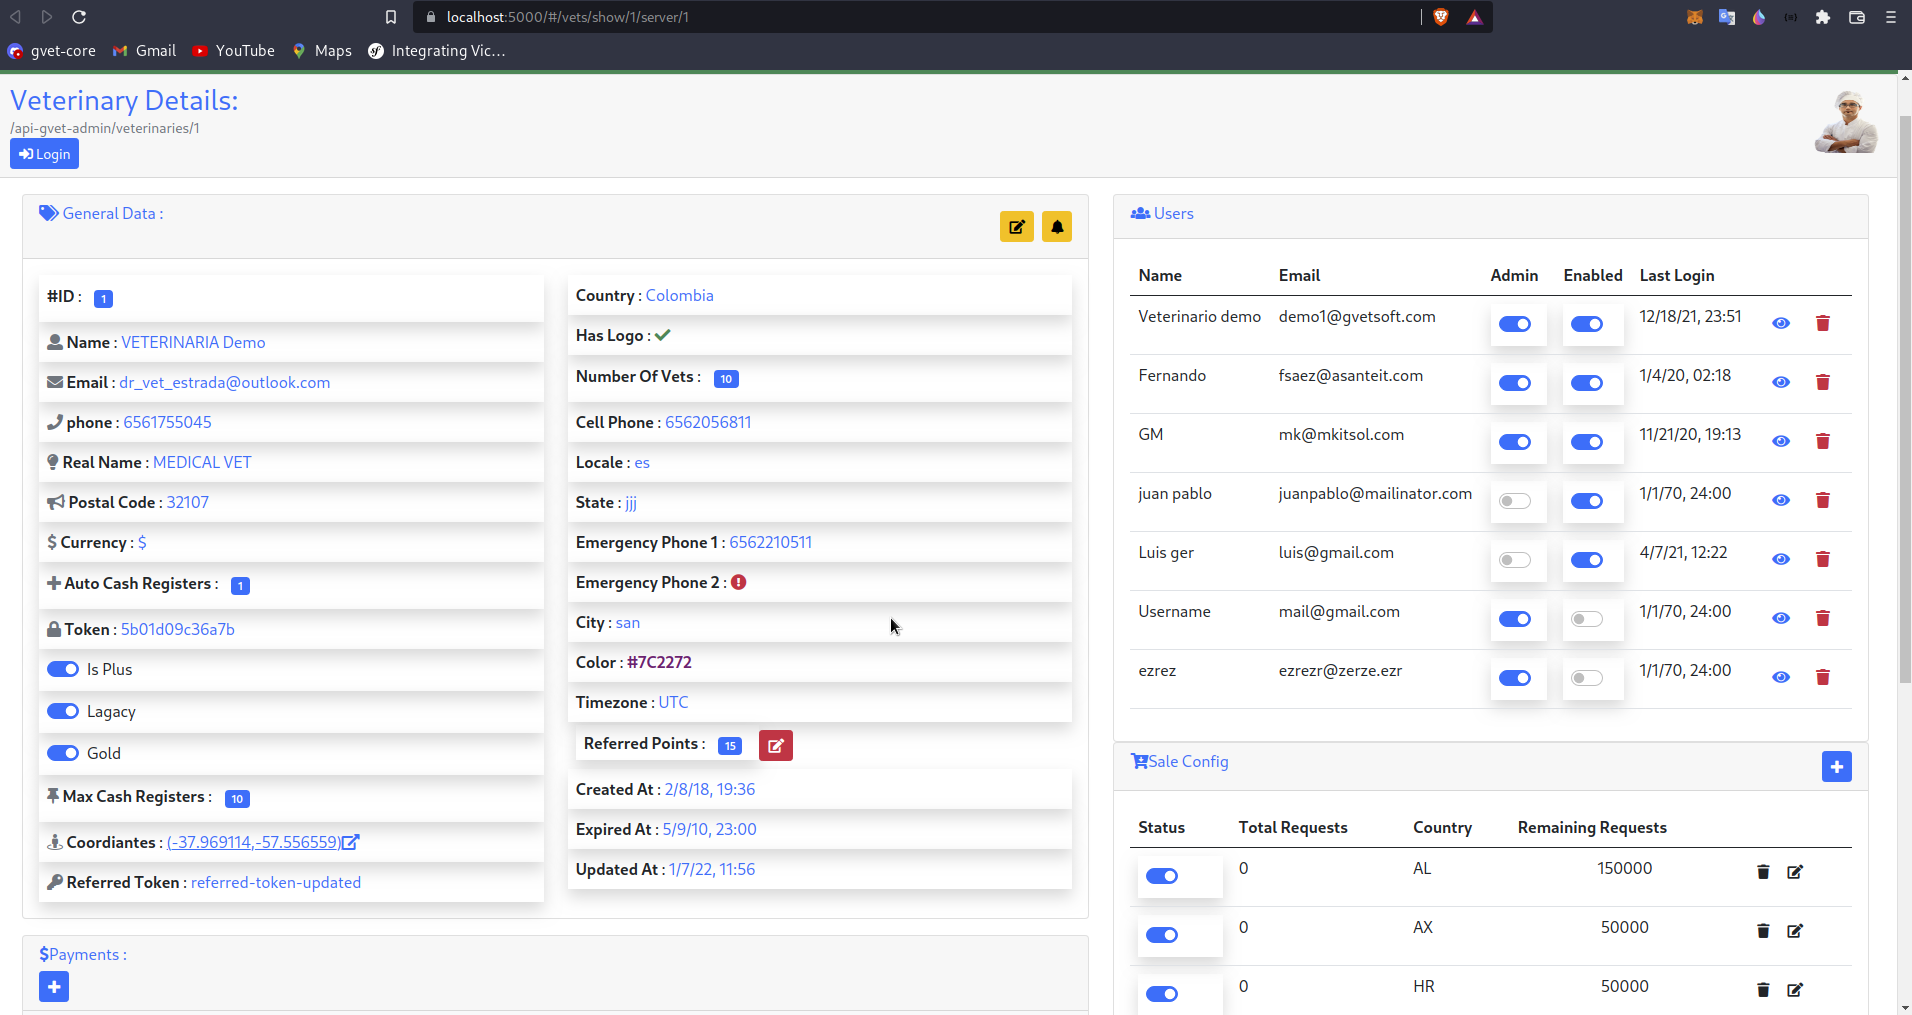 localhost:5000/#/vets/show/1/server/1
gvet-core Gmail YouTube Maps Integrating Vic...
Veterinary Details:
/api-gvet-admin/veterinaries/1
Login
General Data :
#ID : 1
Name : VETERINARIA Demo
Email : dr_vet_estrada@outlook.com
phone : 6561755045
Real Name : MEDICAL VET
Postal Code : 32107
Currency : $
Auto Cash Registers : 1
Token : 5b01d09c36a7b
Is Plus
Lagacy
Gold
Max Cash Registers : 10
Coordiantes : (-37.969114,-57.556559)
Referred Token : referred-token-updated
Country : Colombia
Has Logo :
Number Of Vets : 10
Cell Phone : 6562056811
Locale : es
State : jjj
Emergency Phone 1 : 6562210511
Emergency Phone 2 :
City : san
Color : #7C2272
Timezone : UTC
Referred Points : 15
Created At : 2/8/18, 19:36
Expired At : 5/9/10, 23:00
Updated At : 1/7/22, 11:56
$Payments :
Users
Name Email Admin Enabled Last Login
Veterinario demo demo1@gvetsoft.com 12/18/21, 23:51
Fernando fsaez@asanteit.com 1/4/20, 02:18
GM mk@mkitsol.com 11/21/20, 19:13
juan pablo juanpablo@mailinator.com 1/1/70, 24:00
Luis ger luis@gmail.com 4/7/21, 12:22
Username mail@gmail.com 1/1/70, 24:00
ezrez ezrezr@zerze.ezr 1/1/70, 24:00
Sale Config
Status Total Requests Country Remaining Requests
0 AL 150000
0 AX 50000
0 HR 50000